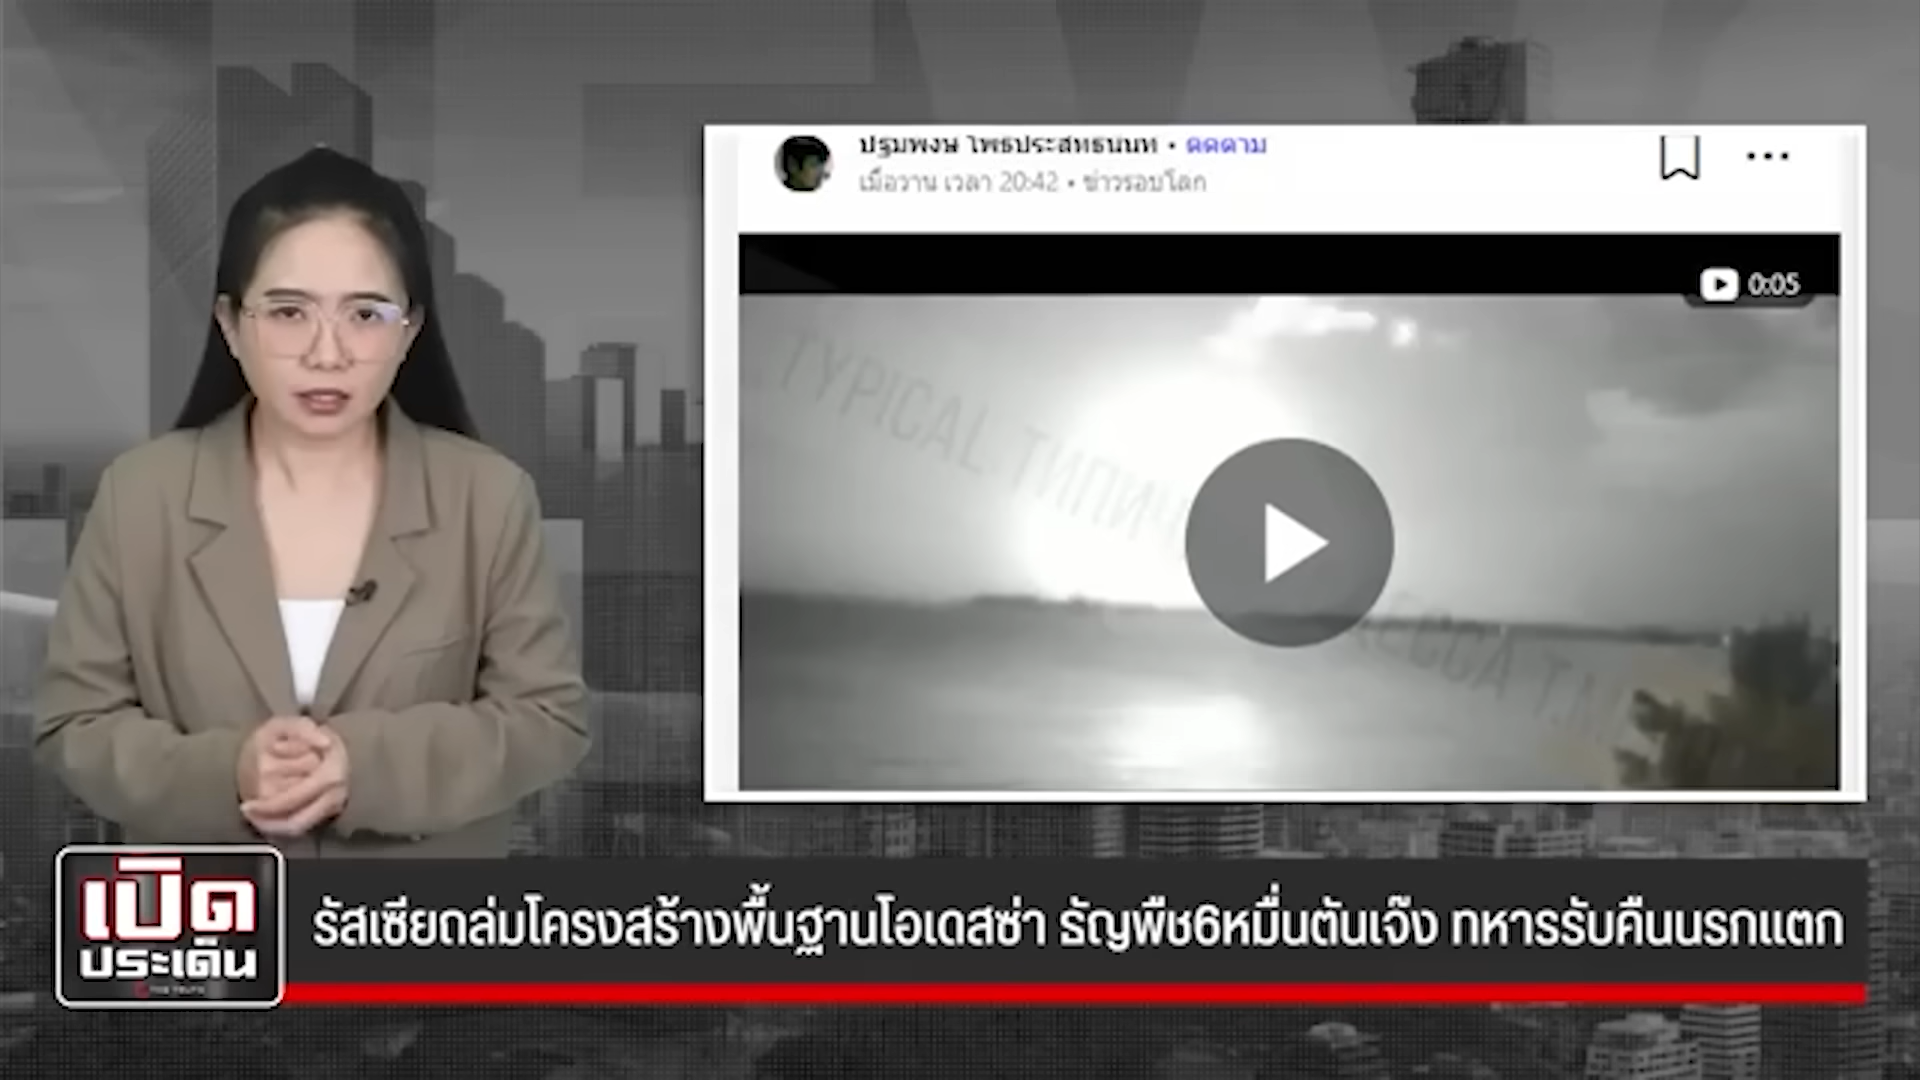 ปฐมพงษ์ โพธิ์ประสิทธินันท์ • ติดตาม
เมื่อวาน เวลา 20:42 • ข่าวรอบโลก
0:05
TYPICAL ТИПИЧ
ДЕССА T.M
เปิด
ประเด็น
รัสเซียถล่มโครงสร้างพื้นฐานโอเดสซ่า ธัญพืช6หมื่นตันเจ๊ง ทหารรับคืนนรกแตก